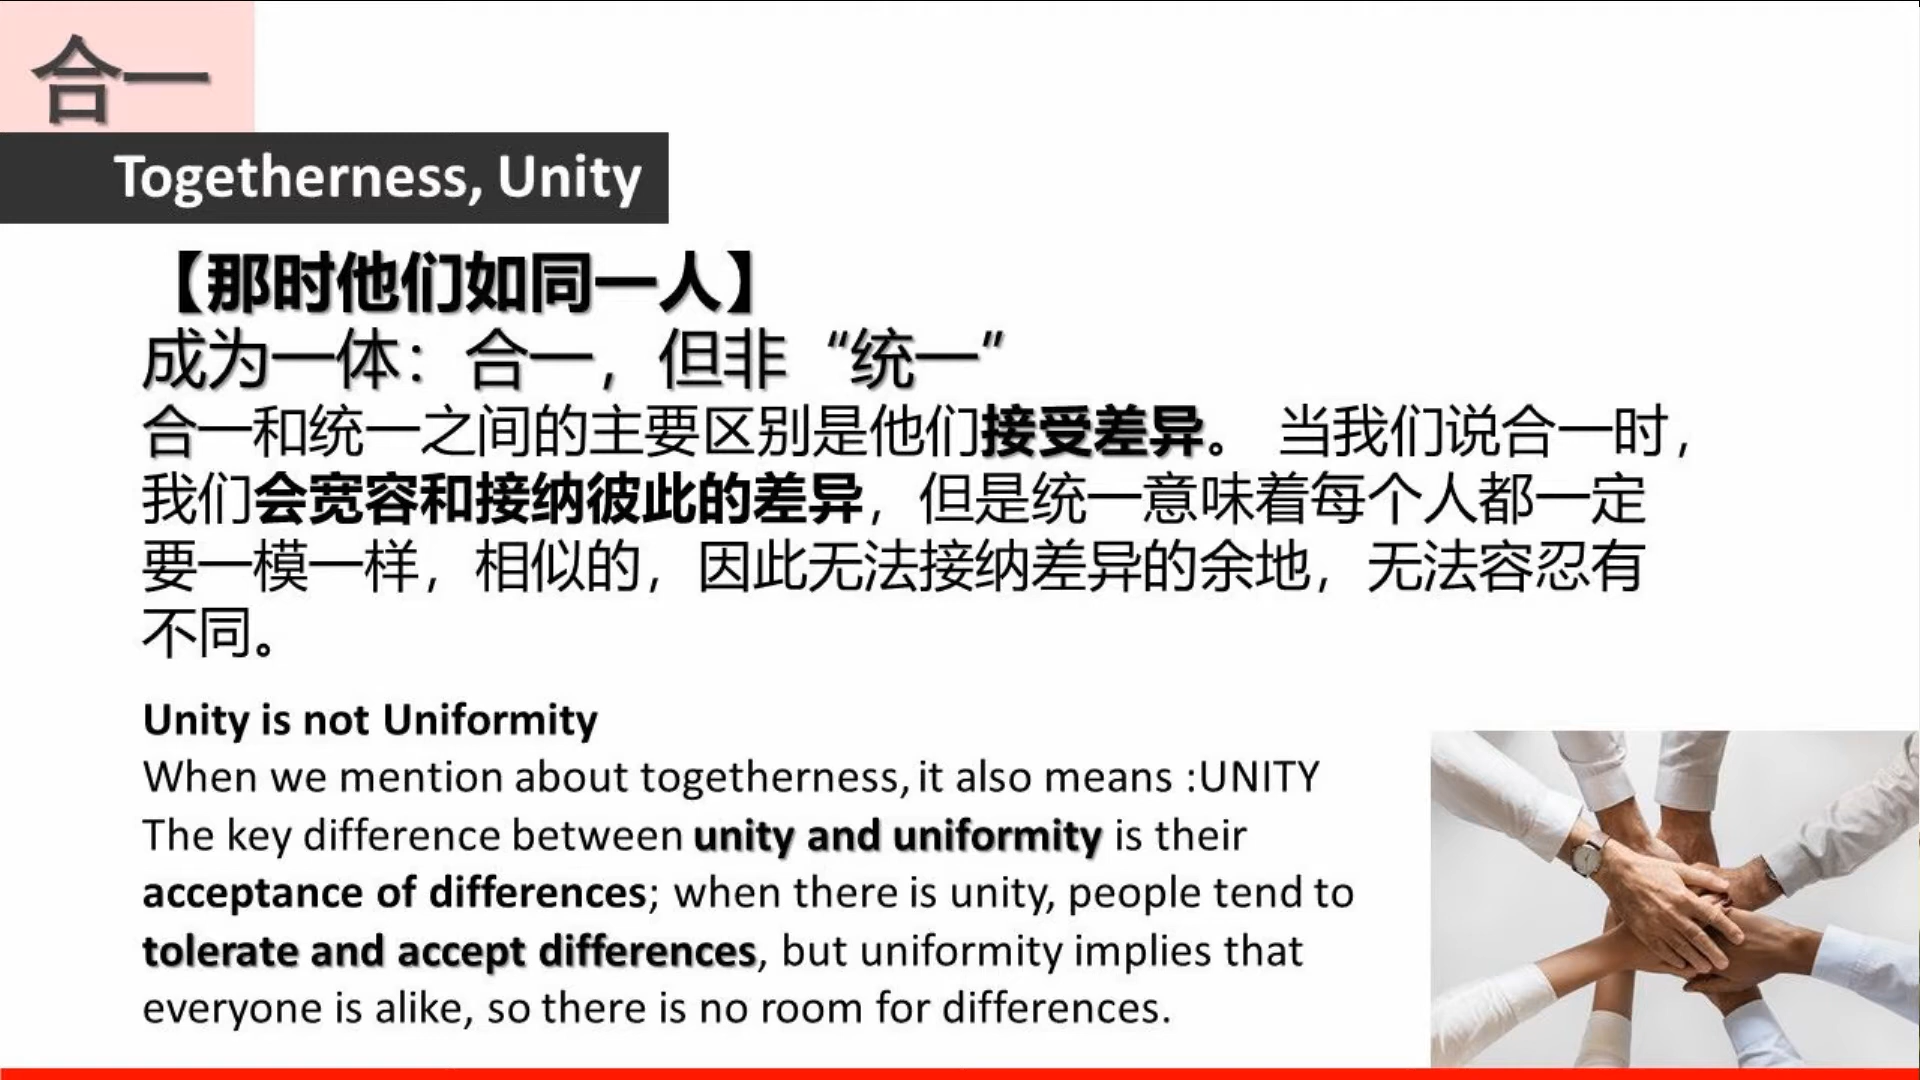 合一
Togetherness, Unity
【那时他们如同一人】
成为一体：合一，但非“统一”
合一和统一之间的主要区别是他们接受差异。 当我们说合一时，
我们会宽容和接纳彼此的差异，但是统一意味着每个人都一定
要一模一样，相似的，因此无法接纳差异的余地，无法容忍有
不同。
Unity is not Uniformity
When we mention about togetherness, it also means :UNITY
The key difference between unity and uniformity is their
acceptance of differences; when there is unity, people tend to
tolerate and accept differences, but uniformity implies that
everyone is alike, so there is no room for differences.